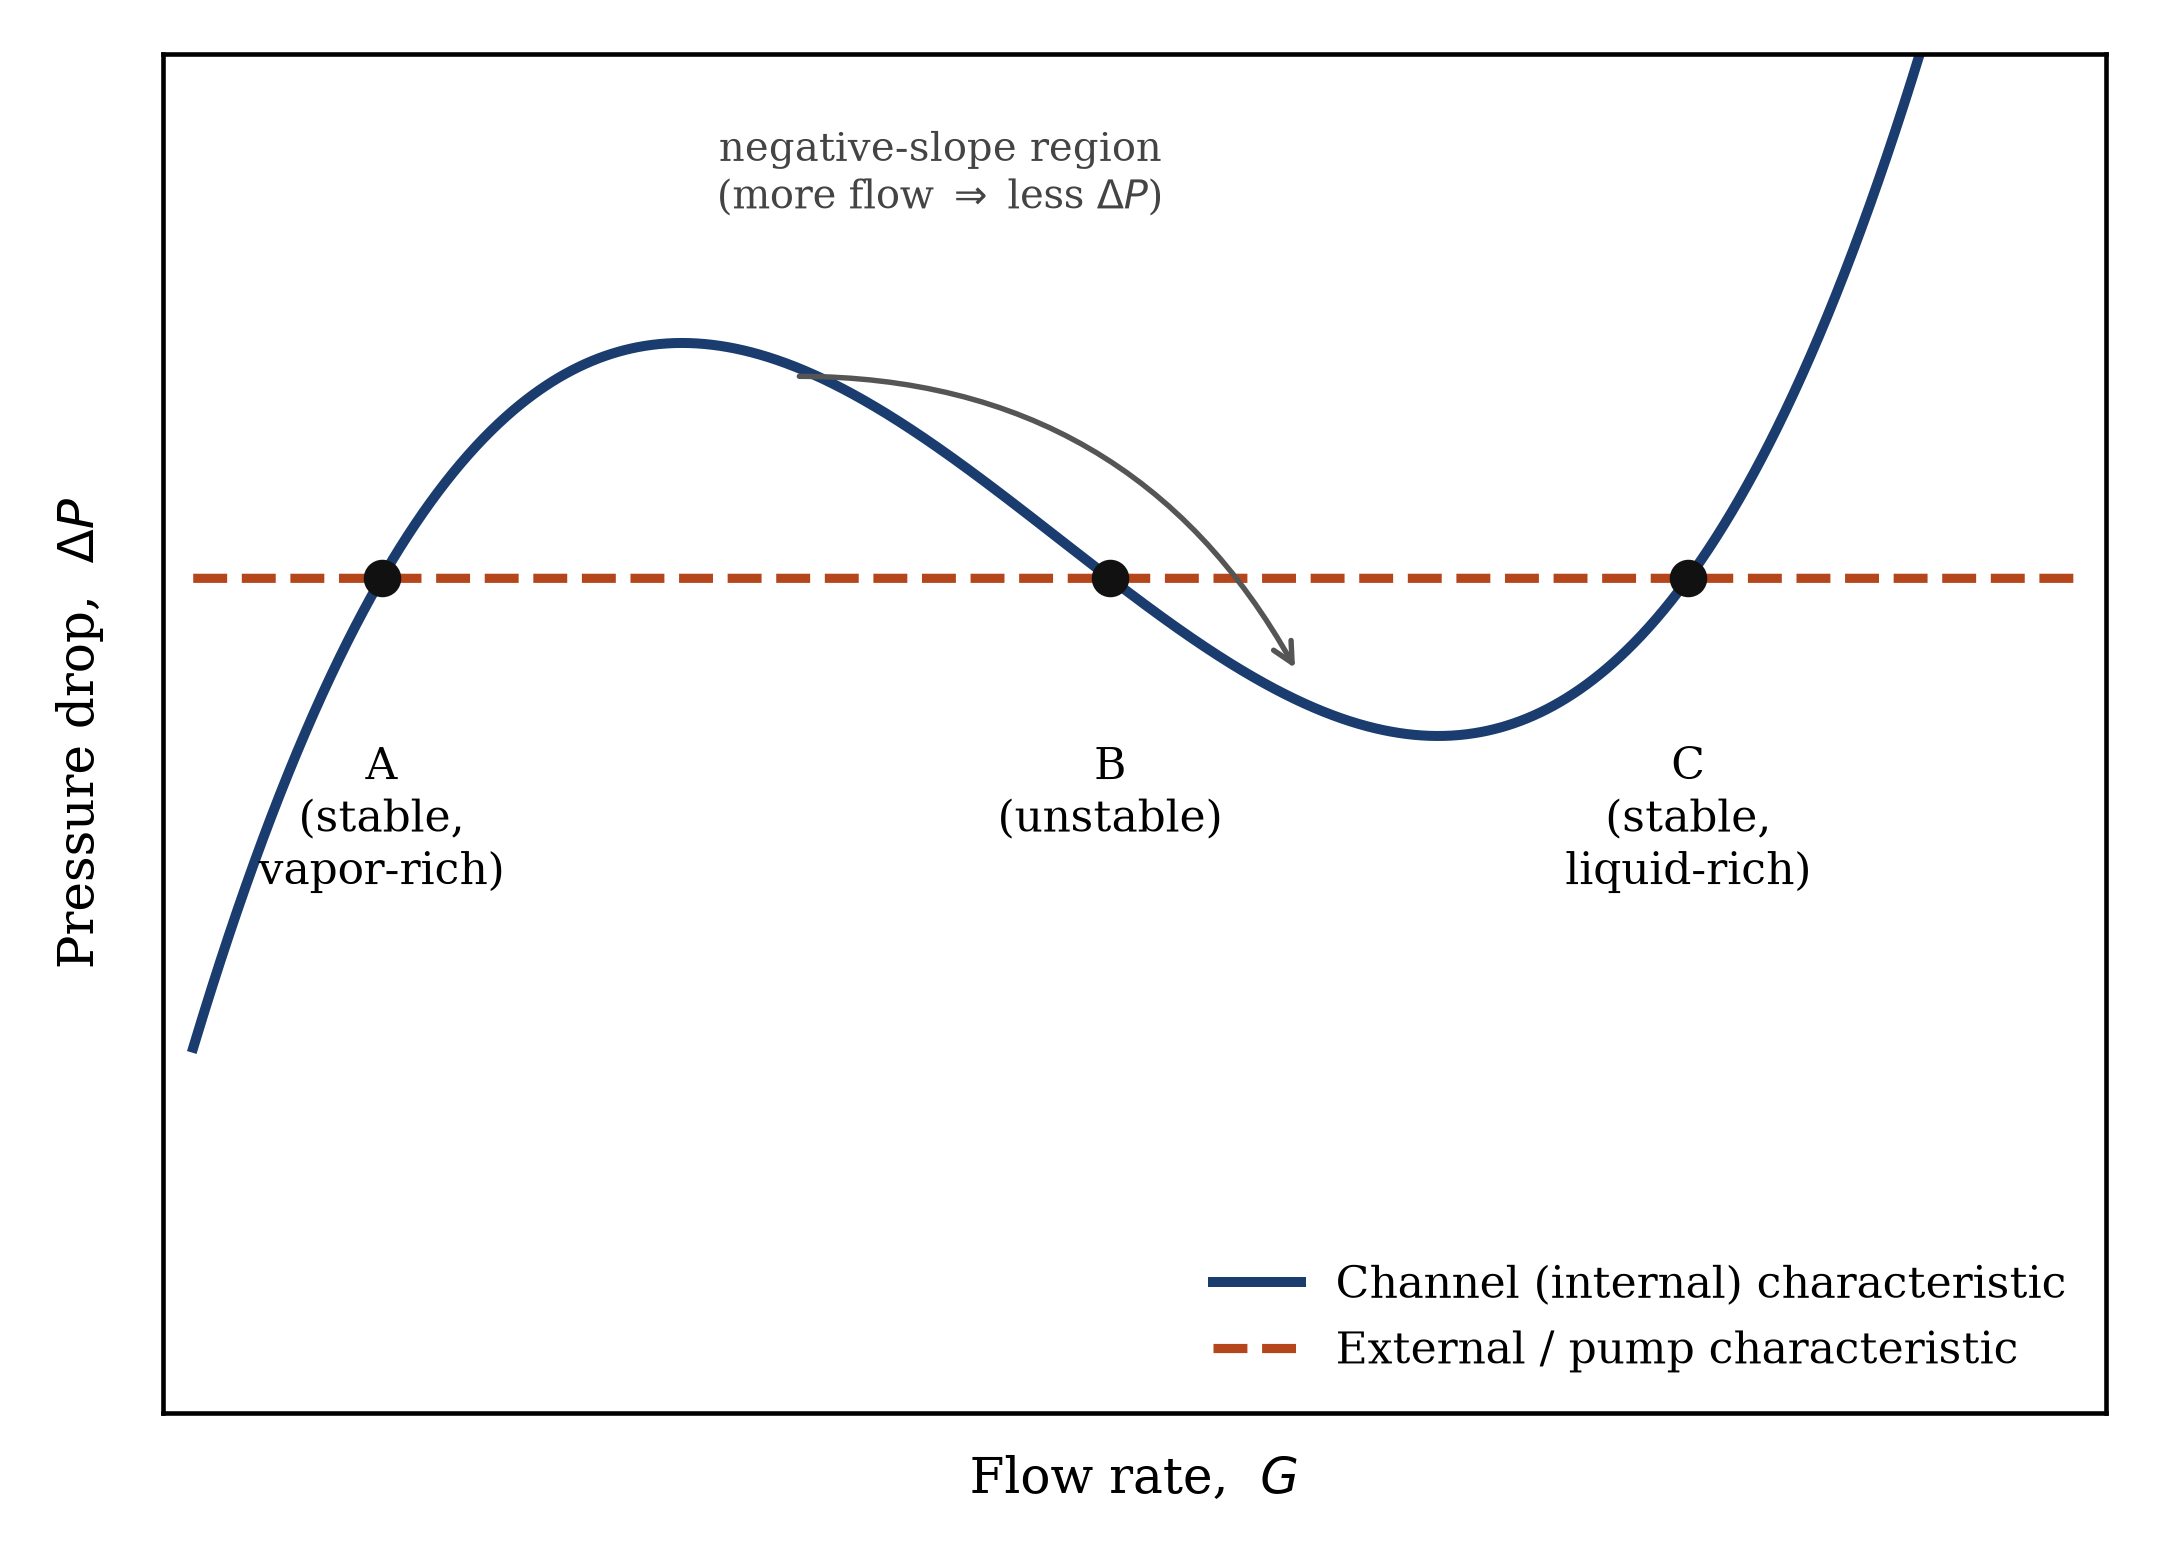 negative-slope region
(more flow ⇒ less ΔP)
Pressure drop, ΔP
A
(stable,
vapor-rich)
B
(unstable)
C
(stable,
liquid-rich)
Channel (internal) characteristic
External / pump characteristic
Flow rate, G